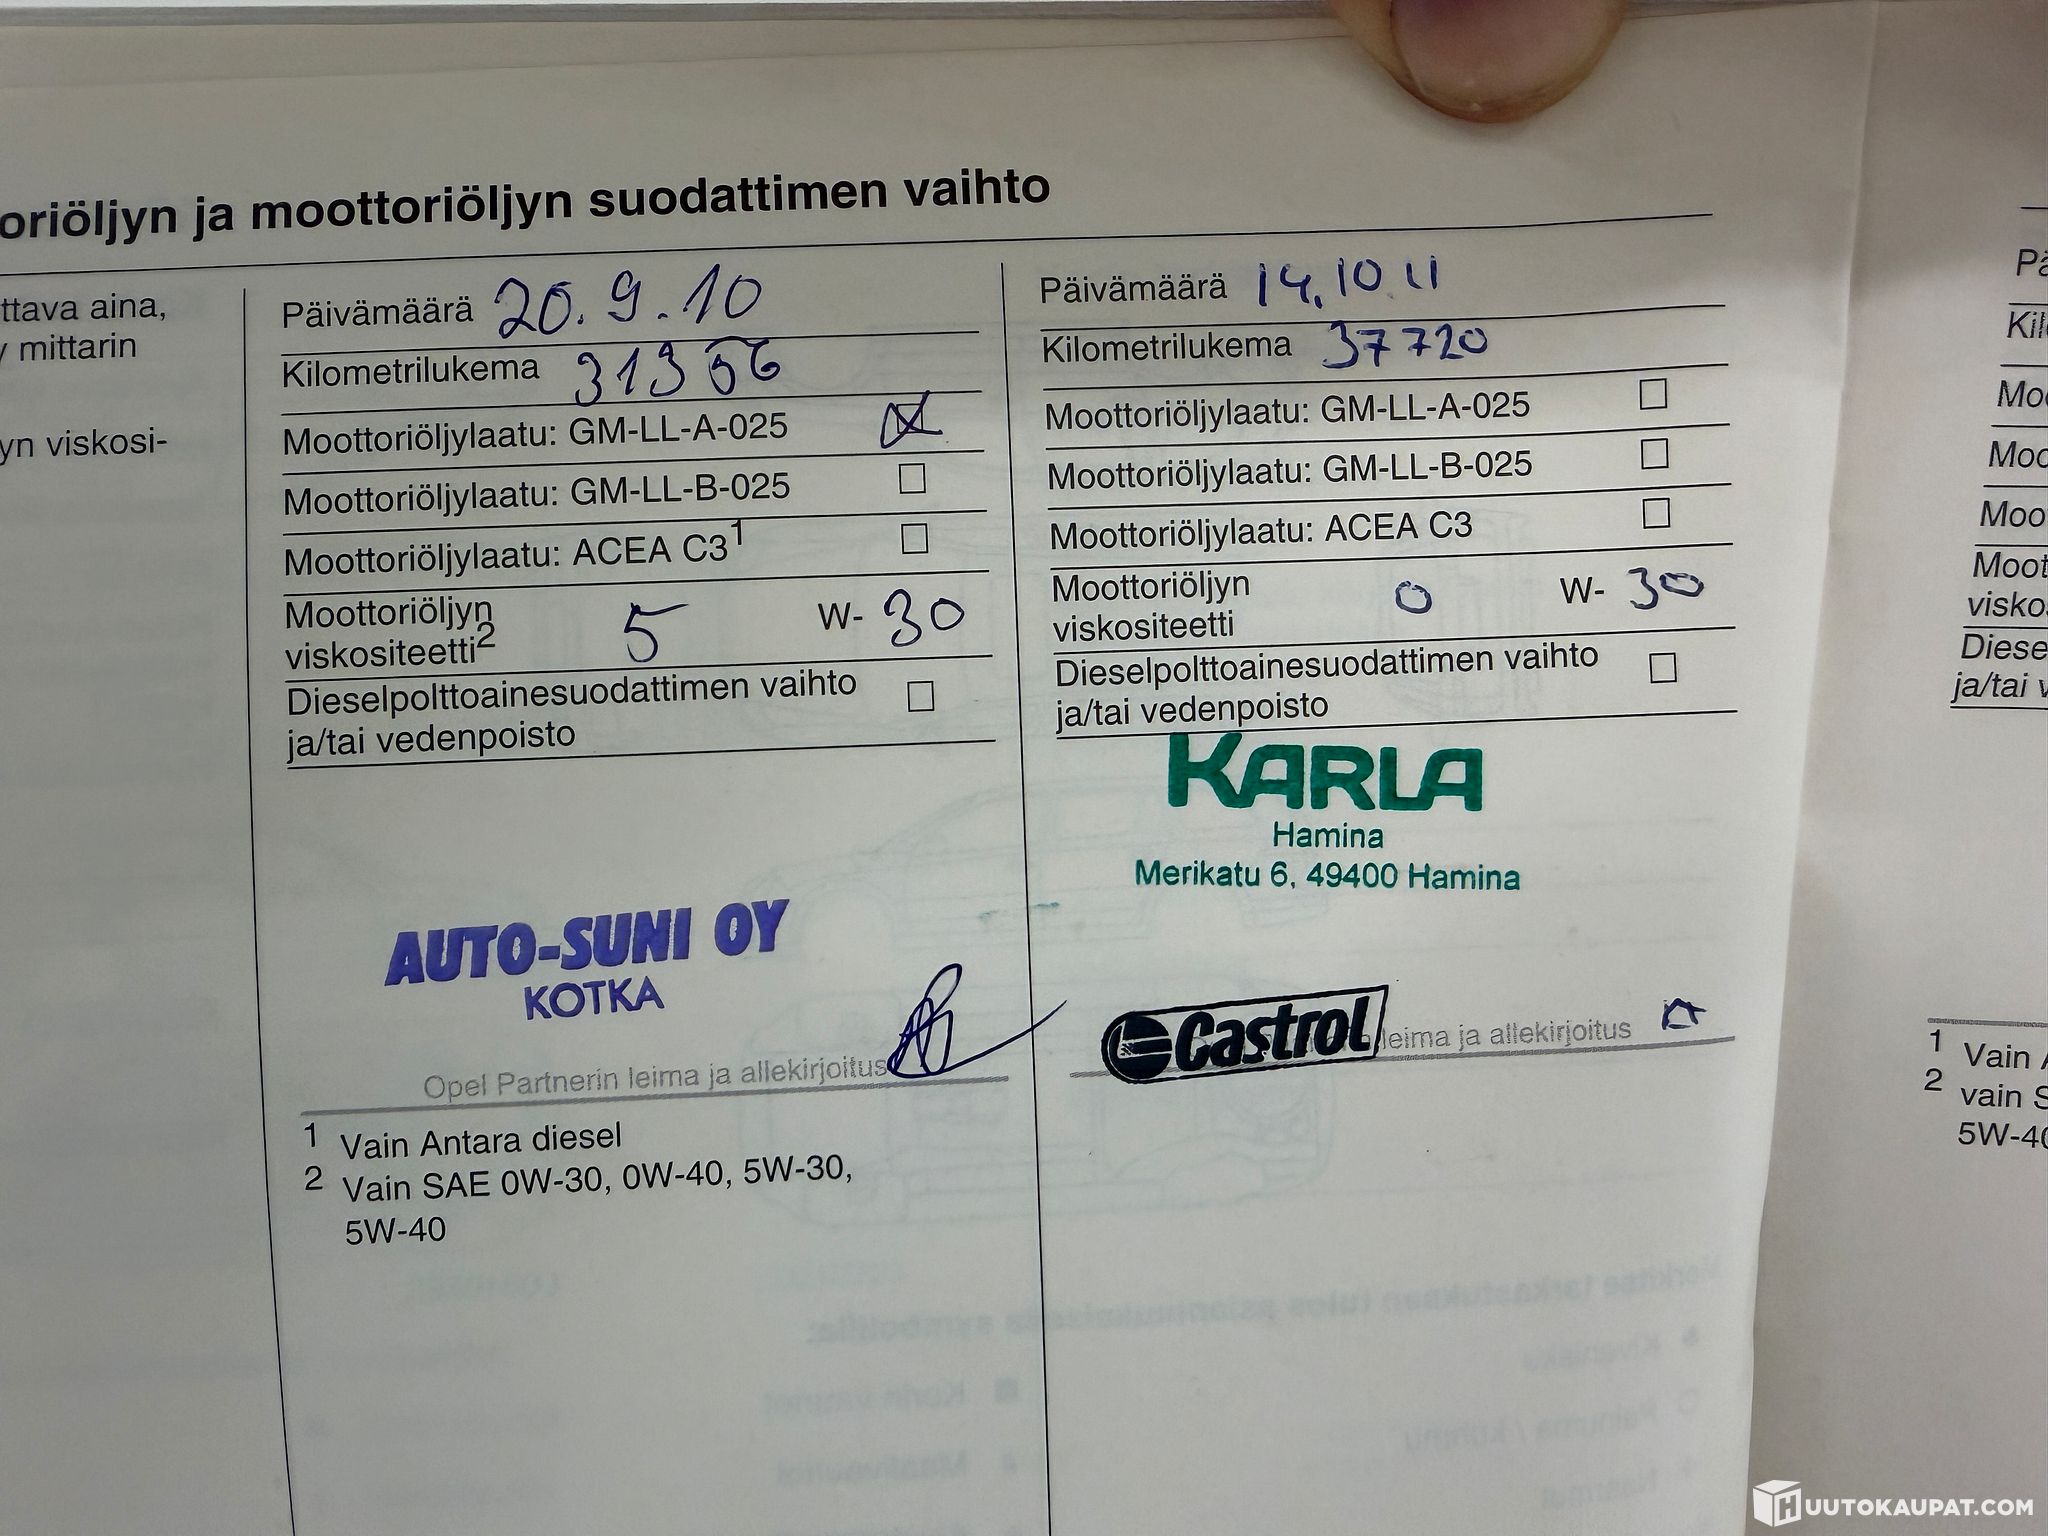 oriöljyn ja moottoriöljyn suodattimen vaihto
ttava aina,
y mittarin
yn viskosi-
Päivämäärä 20.9.10
Kilometrilukema 31356
Moottoriöljylaatu: GM-LL-A-025
Moottoriöljylaatu: GM-LL-B-025
Moottoriöljylaatu: ACEA C3 1
Moottoriöljyn
viskositeetti2 5 W- 30
Dieselpolttoainesuodattimen vaihto
ja/tai vedenpoisto
AUTO-SUNI OY
KOTKA
Opel Partnerin leima ja allekirjoitus
1 Vain Antara diesel
2 Vain SAE 0W-30, 0W-40, 5W-30,
5W-40
Päivämäärä 14.10.11
Kilometrilukema 37720
Moottoriöljylaatu: GM-LL-A-025
Moottoriöljylaatu: GM-LL-B-025
Moottoriöljylaatu: ACEA C3
Moottoriöljyn
viskositeetti 0 W- 30
Dieselpolttoainesuodattimen vaihto
ja/tai vedenpoisto
KARLA
Hamina
Merikatu 6, 49400 Hamina
Castrol leima ja allekirjoitus
Pä
Kil
Moo
Moo
Moo
Moot
visko
Diese
ja/tai v
1 Vain A
2 vain S
5W-40
HUUTOKAUPAT.COM